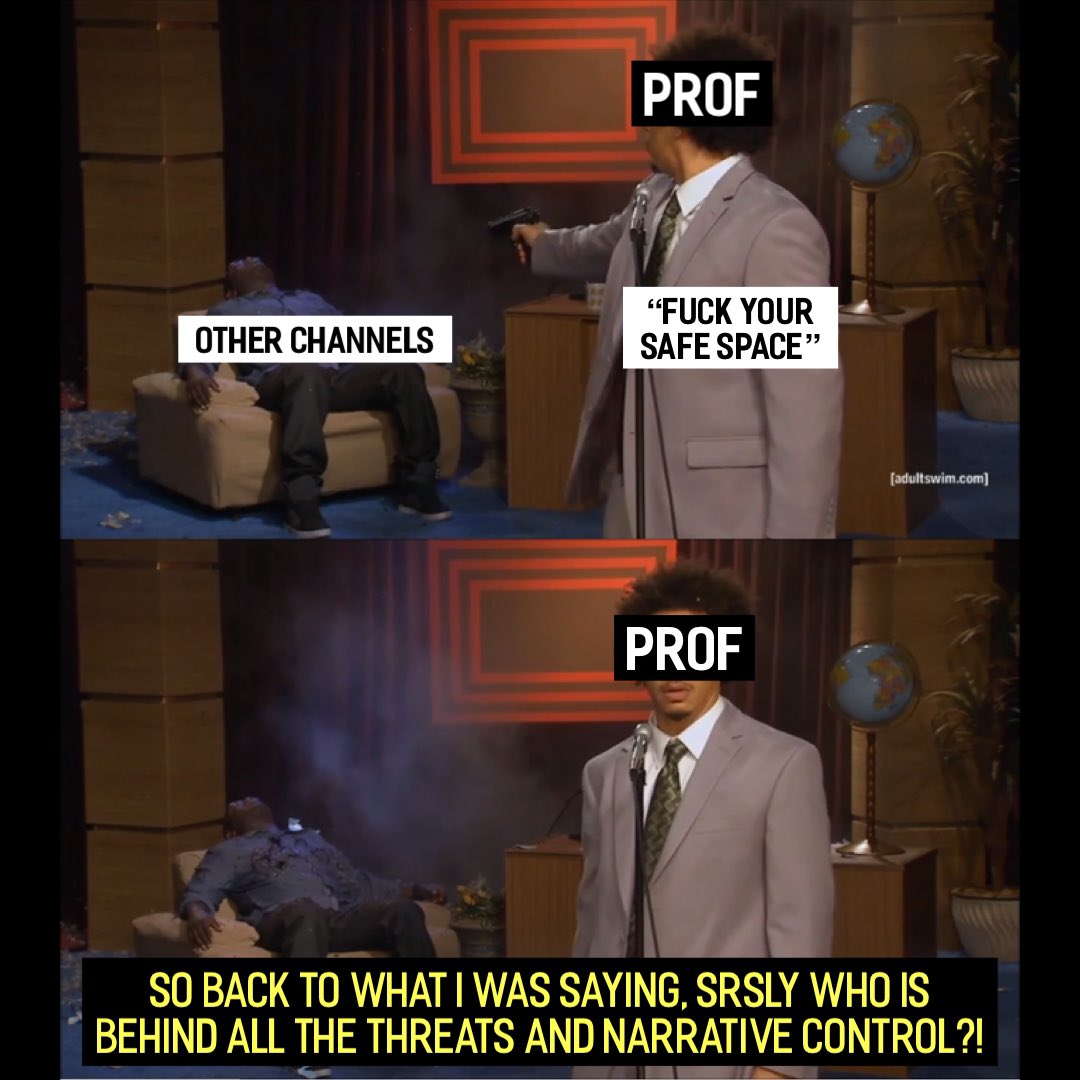 PROF
OTHER CHANNELS
“FUCK YOUR
SAFE SPACE”
[adultswim.com]
PROF
SO BACK TO WHAT I WAS SAYING, SRSLY WHO IS
BEHIND ALL THE THREATS AND NARRATIVE CONTROL?!